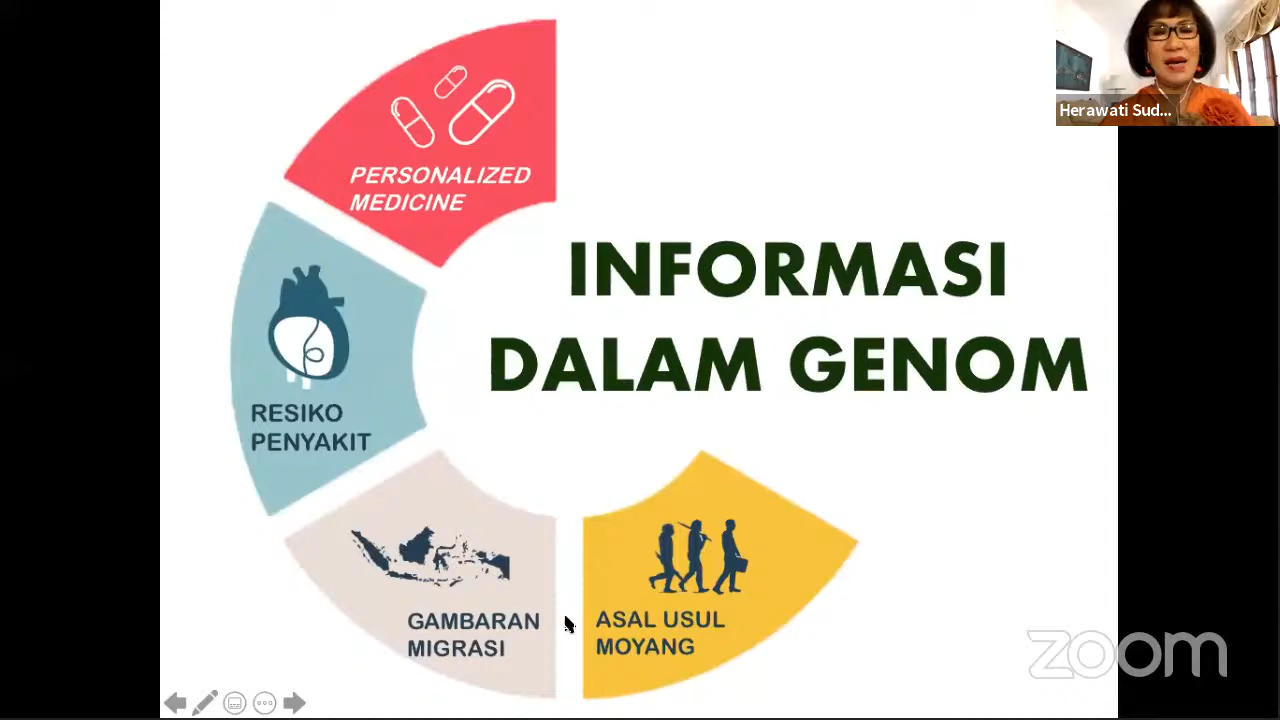 PERSONALIZED
MEDICINE
INFORMASI
DALAM GENOM
RESIKO
PENYAKIT
GAMBARAN
MIGRASI
ASAL USUL
MOYANG
Herawati Sud...
zoom